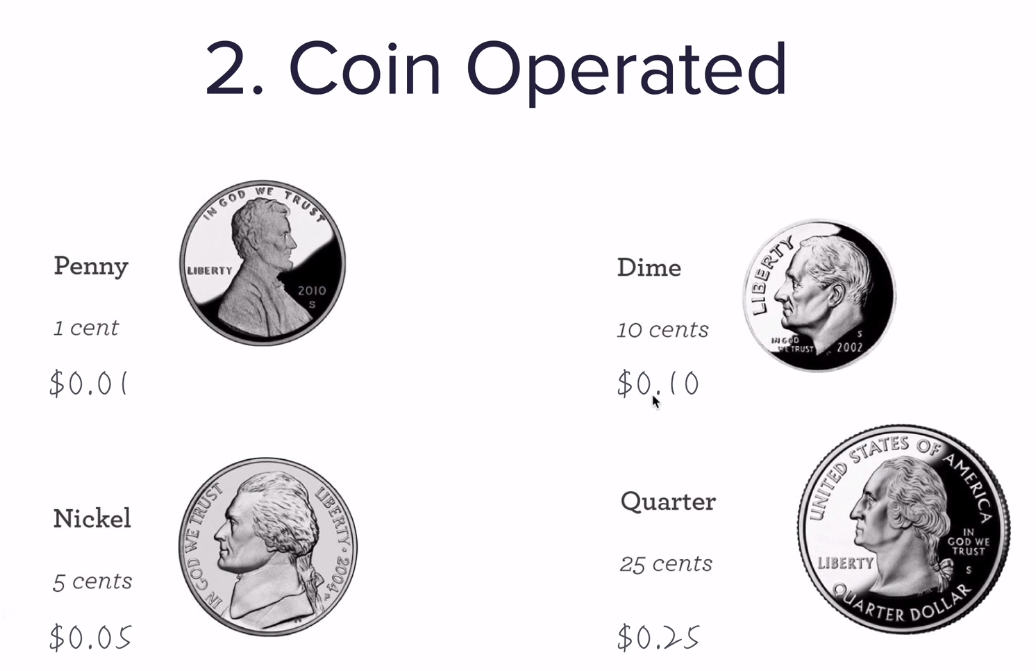 2. Coin Operated
Penny
1 cent
$0.01
IN GOD WE TRUST
LIBERTY
2010
S
Dime
10 cents
$0.10
LIBERTY
IN GOD
WE TRUST
S
2002
Nickel
5 cents
$0.05
IN GOD WE TRUST
LIBERTY · 2004
Quarter
25 cents
$0.25
UNITED STATES OF AMERICA
LIBERTY
IN
GOD WE
TRUST
S
QUARTER DOLLAR